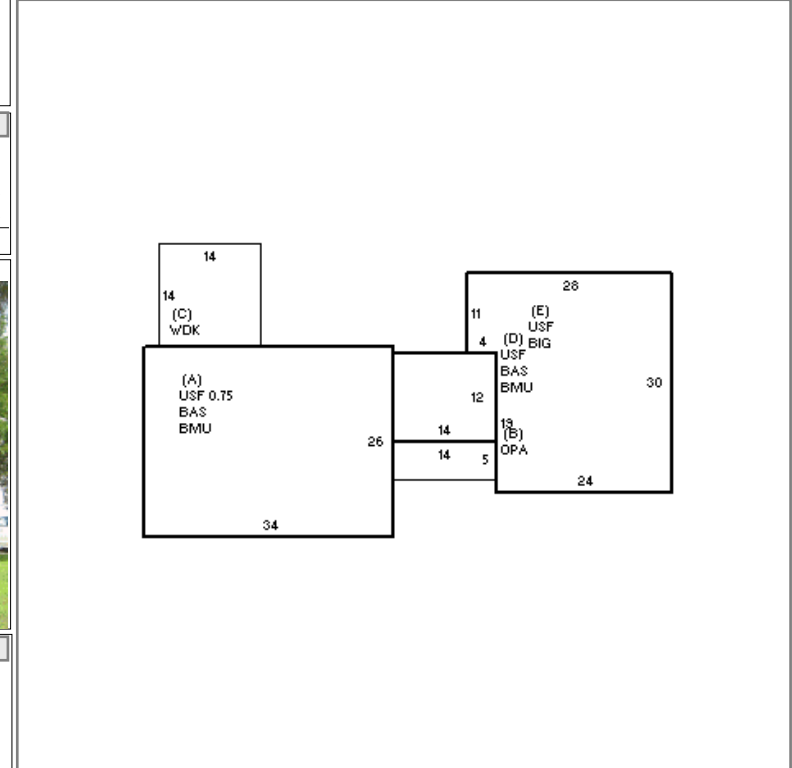 14
14
(C)
WDK
28
11
(E)
USF
BIG
4
(D)
USF
BAS
BMU
30
(A)
USF 0.75
BAS
BMU
12
19
(B)
OPA
14
26
14
5
24
34